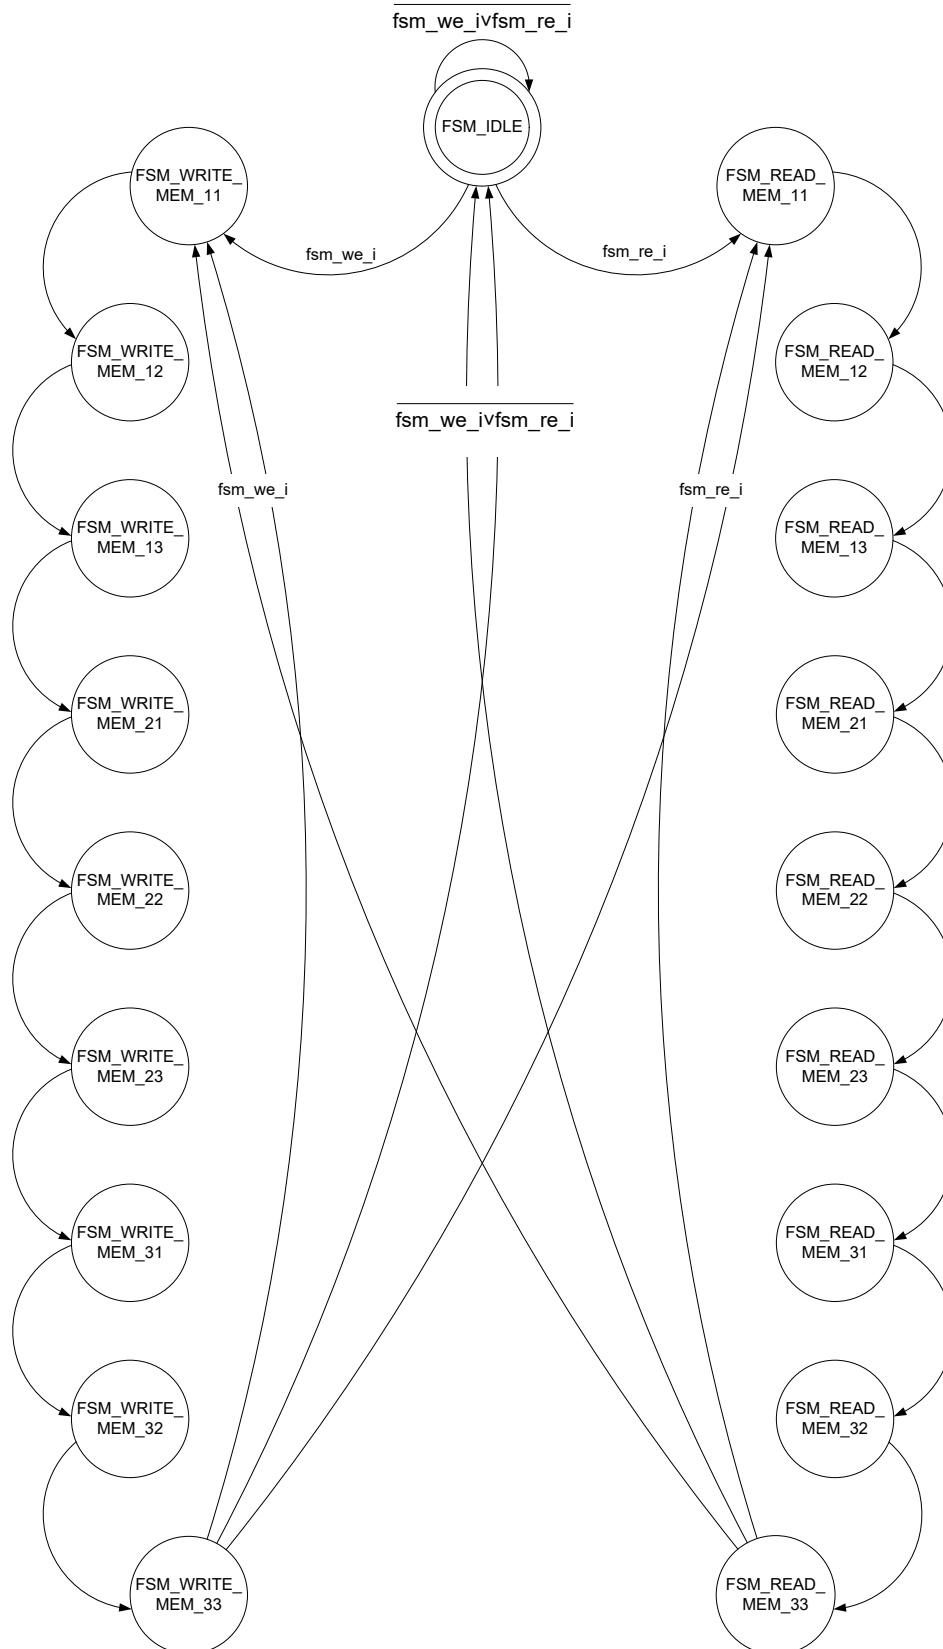 fsm_we_i∨fsm_re_i
FSM_IDLE
FSM_WRITE_
MEM_11
FSM_READ_
MEM_11
fsm_we_i
fsm_re_i
FSM_WRITE_
MEM_12
FSM_READ_
MEM_12
fsm_we_i∨fsm_re_i
fsm_we_i
fsm_re_i
FSM_WRITE_
MEM_13
FSM_READ_
MEM_13
FSM_WRITE_
MEM_21
FSM_READ_
MEM_21
FSM_WRITE_
MEM_22
FSM_READ_
MEM_22
FSM_WRITE_
MEM_23
FSM_READ_
MEM_23
FSM_WRITE_
MEM_31
FSM_READ_
MEM_31
FSM_WRITE_
MEM_32
FSM_READ_
MEM_32
FSM_WRITE_
MEM_33
FSM_READ_
MEM_33